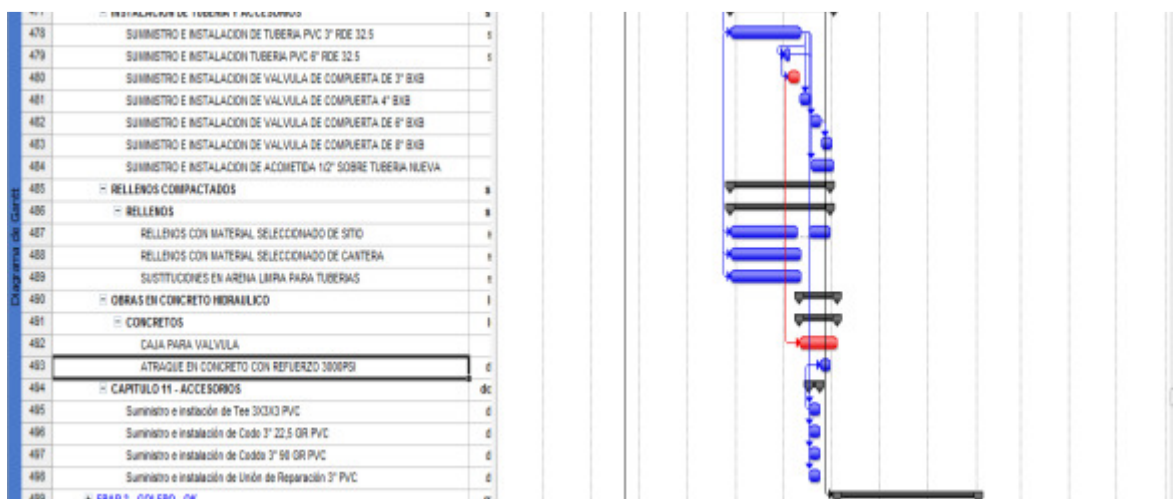 Diagrama de Gantt
477 INSTALACION DE TUBERIA Y ACCESORIOS s
478 SUMINISTRO E INSTALACION DE TUBERIA PVC 3" RDE 32.5 s
479 SUMINISTRO E INSTALACION TUBERIA PVC 6" RDE 32.5 s
480 SUMINISTRO E INSTALACION DE VALVULA DE COMPUERTA DE 3" BXB
481 SUMINISTRO E INSTALACION DE VALVULA DE COMPUERTA 4" BXB
482 SUMINISTRO E INSTALACION DE VALVULA DE COMPUERTA DE 6" BXB
483 SUMINISTRO E INSTALACION DE VALVULA DE COMPUERTA DE 8" BXB
484 SUMINISTRO E INSTALACION DE ACOMETIDA 1/2" SOBRE TUBERIA NUEVA
485 RELLENOS COMPACTADOS s
486 RELLENOS s
487 RELLENOS CON MATERIAL SELECCIONADO DE SITIO s
488 RELLENOS CON MATERIAL SELECCIONADO DE CANTERA s
489 SUSTITUCIONES EN ARENA LIMPIA PARA TUBERIAS s
490 OBRAS EN CONCRETO HIDRAULICO l
491 CONCRETOS l
492 CAJA PARA VALVULA
493 ATRAQUE EN CONCRETO CON REFUERZO 3000PSI d
494 CAPITULO 11 - ACCESORIOS dc
495 Suministro e instlación de Tee 3X3X3 PVC d
496 Suministro e instalación de Codo 3" 22,5 GR PVC d
497 Suministro e instalación de Coddo 3" 90 GR PVC d
498 Suministro e instalación de Unión de Reparación 3" PVC d
499